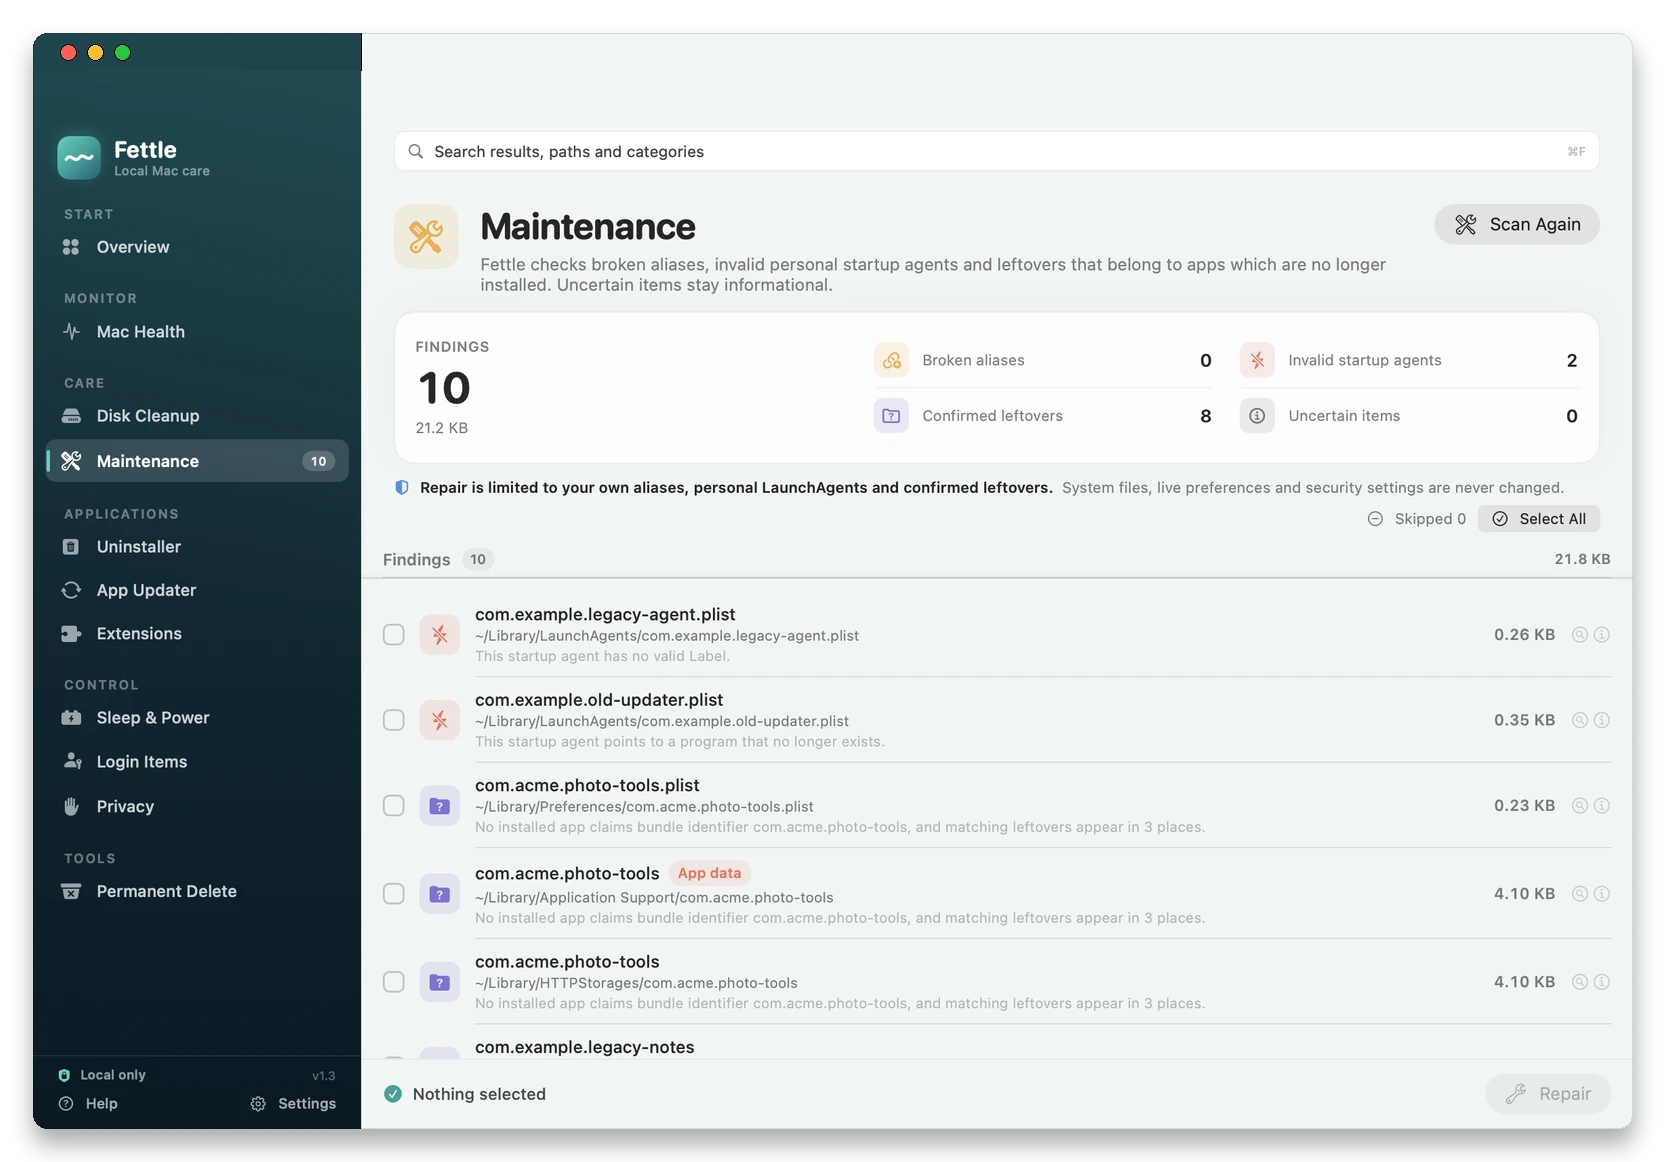 Fettle
Local Mac care
START
Overview
MONITOR
Mac Health
CARE
Disk Cleanup
Maintenance 10
APPLICATIONS
Uninstaller
App Updater
Extensions
CONTROL
Sleep & Power
Login Items
Privacy
TOOLS
Permanent Delete
Local only v1.3
Help Settings
Search results, paths and categories ⌘F
Maintenance
Scan Again
Fettle checks broken aliases, invalid personal startup agents and leftovers that belong to apps which are no longer
installed. Uncertain items stay informational.
FINDINGS
10
21.2 KB
Broken aliases 0
Invalid startup agents 2
Confirmed leftovers 8
Uncertain items 0
Repair is limited to your own aliases, personal LaunchAgents and confirmed leftovers. System files, live preferences and security settings are never changed.
Skipped 0 Select All
Findings 10 21.8 KB
com.example.legacy-agent.plist
~/Library/LaunchAgents/com.example.legacy-agent.plist
This startup agent has no valid Label.
0.26 KB
com.example.old-updater.plist
~/Library/LaunchAgents/com.example.old-updater.plist
This startup agent points to a program that no longer exists.
0.35 KB
com.acme.photo-tools.plist
~/Library/Preferences/com.acme.photo-tools.plist
No installed app claims bundle identifier com.acme.photo-tools, and matching leftovers appear in 3 places.
0.23 KB
com.acme.photo-tools App data
~/Library/Application Support/com.acme.photo-tools
No installed app claims bundle identifier com.acme.photo-tools, and matching leftovers appear in 3 places.
4.10 KB
com.acme.photo-tools
~/Library/HTTPStorages/com.acme.photo-tools
No installed app claims bundle identifier com.acme.photo-tools, and matching leftovers appear in 3 places.
4.10 KB
com.example.legacy-notes
Nothing selected
Repair